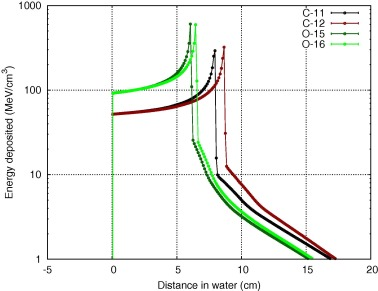 1000
100
10
1
-5
0
5
10
15
20
Energy deposited (MeV/cm³)
Distance in water (cm)
C-11
C-12
O-15
O-16